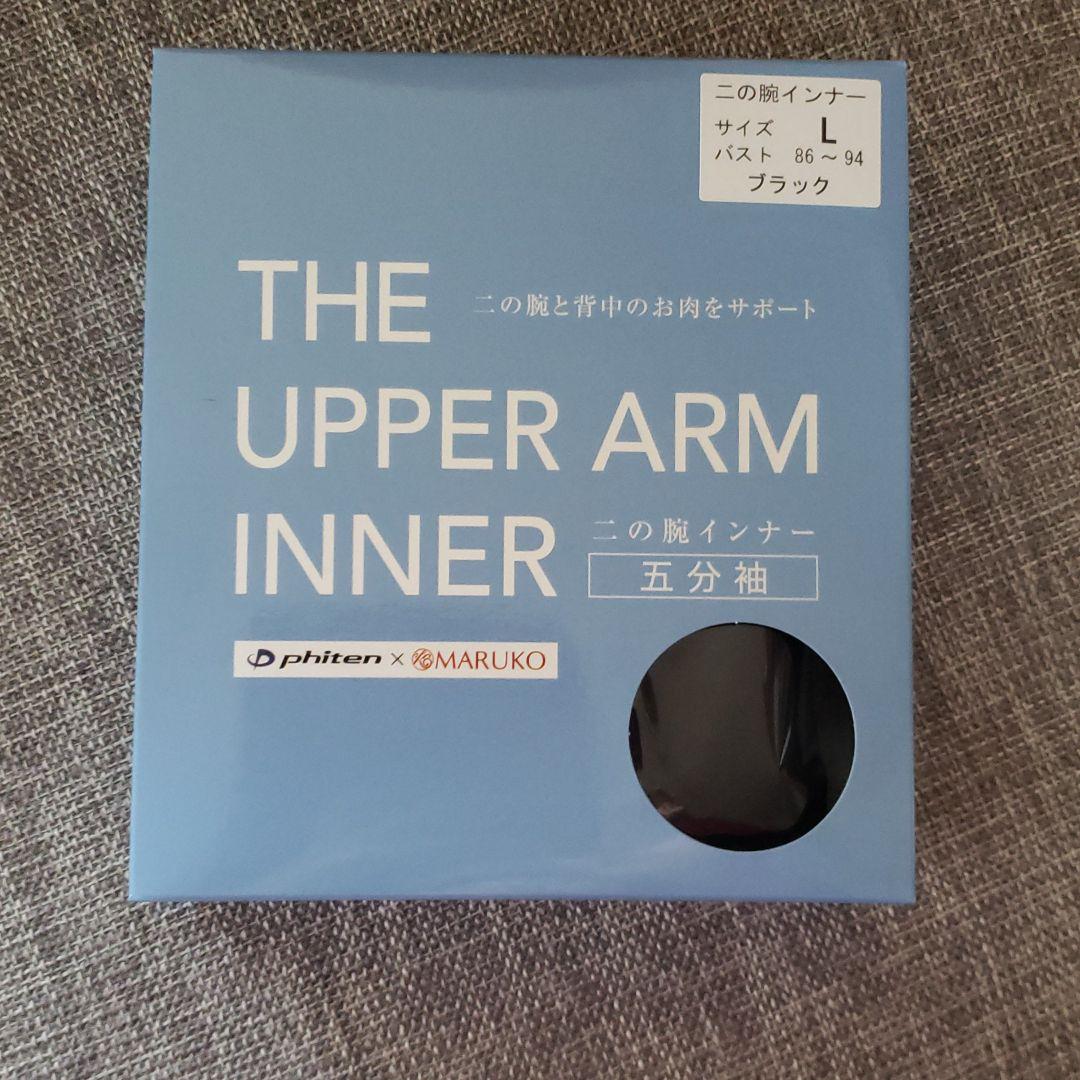 二の腕インナー
サイズ L
バスト 86～94
ブラック
THE
二の腕と背中のお肉をサポート
UPPER ARM
INNER
二の腕インナー
五分袖
phiten × MARUKO